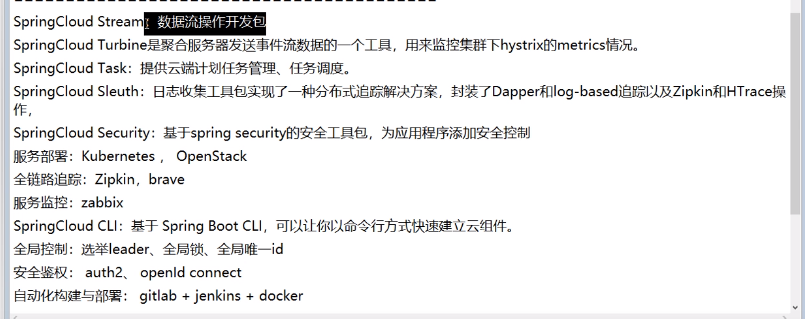 SpringCloud Stream：数据流操作开发包
SpringCloud Turbine是聚合服务器发送事件流数据的一个工具，用来监控集群下hystrix的metrics情况。
SpringCloud Task：提供云端计划任务管理、任务调度。
SpringCloud Sleuth：日志收集工具包实现了一种分布式追踪解决方案，封装了Dapper和log-based追踪以及Zipkin和HTrace操
作，
SpringCloud Security：基于spring security的安全工具包，为应用程序添加安全控制
服务部署：Kubernetes ， OpenStack
全链路追踪：Zipkin，brave
服务监控：zabbix
SpringCloud CLI：基于 Spring Boot CLI，可以让你以命令行方式快速建立云组件。
全局控制：选举leader、全局锁、全局唯一id
安全鉴权： auth2、 openId connect
自动化构建与部署： gitlab + jenkins + docker